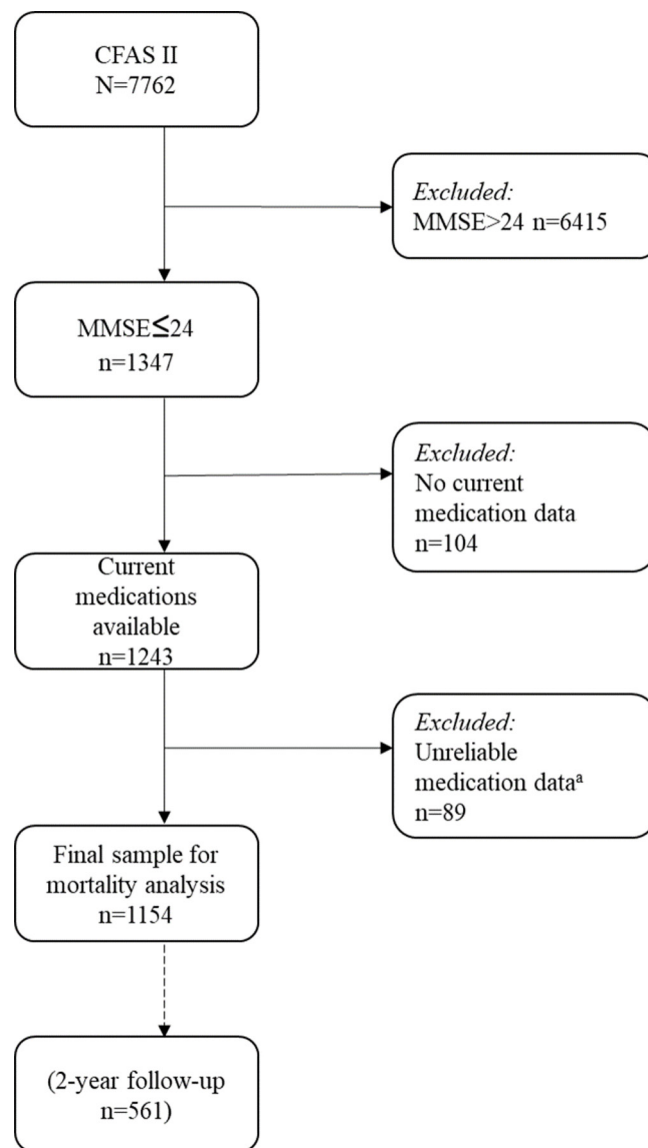 CFAS II
N=7762
Excluded:
MMSE>24 n=6415
MMSE≤24
n=1347
Excluded:
No current
medication data
n=104
Current
medications
available
n=1243
Excluded:
Unreliable
medication dataᵃ
n=89
Final sample for
mortality analysis
n=1154
(2-year follow-up
n=561)